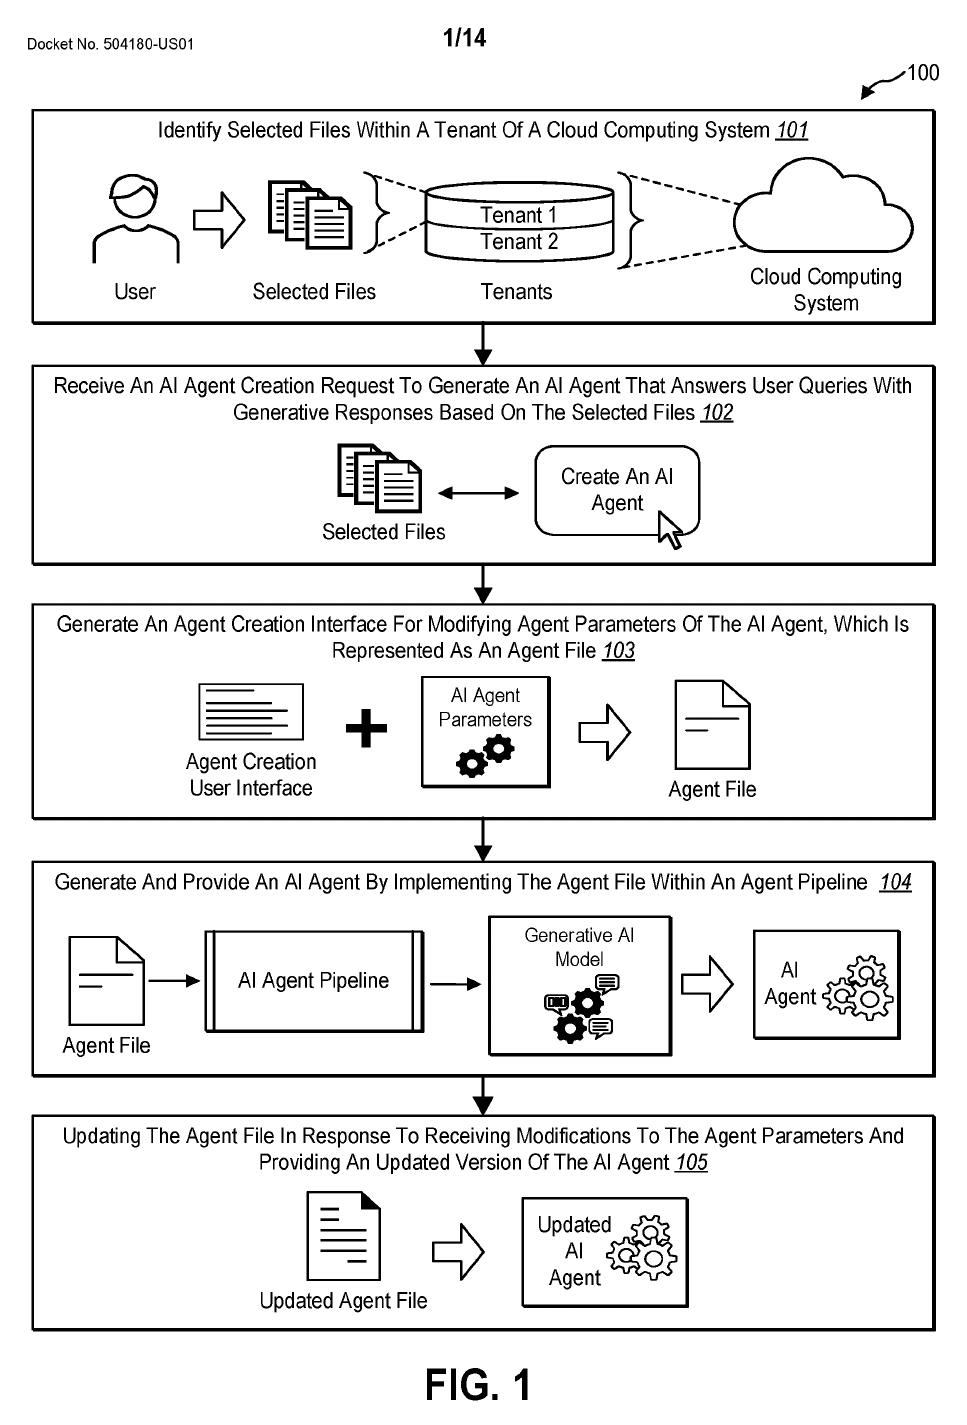 Docket No. 504180-US01
1/14
100
Identify Selected Files Within A Tenant Of A Cloud Computing System 101
Tenant 1
Tenant 2
User
Selected Files
Tenants
Cloud Computing
System
Receive An AI Agent Creation Request To Generate An AI Agent That Answers User Queries With
Generative Responses Based On The Selected Files 102
Create An AI
Agent
Selected Files
Generate An Agent Creation Interface For Modifying Agent Parameters Of The AI Agent, Which Is
Represented As An Agent File 103
AI Agent
Parameters
Agent Creation
User Interface
Agent File
Generate And Provide An AI Agent By Implementing The Agent File Within An Agent Pipeline 104
AI Agent Pipeline
Generative AI
Model
AI
Agent
Agent File
Updating The Agent File In Response To Receiving Modifications To The Agent Parameters And
Providing An Updated Version Of The AI Agent 105
Updated
AI
Agent
Updated Agent File
FIG. 1